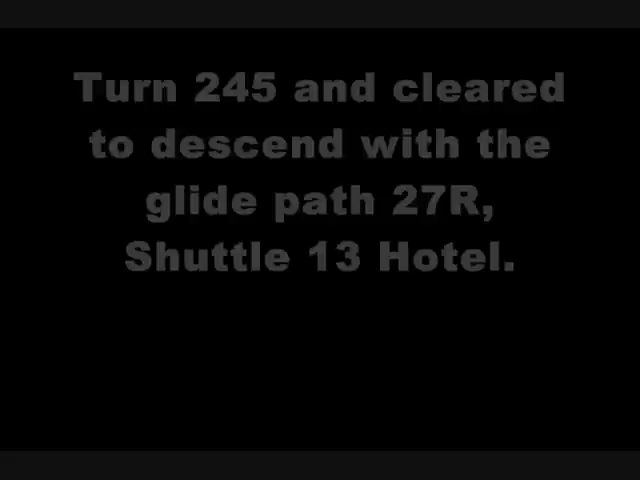 Turn 245 and cleared
to descend with the
glide path 27R,
Shuttle 13 Hotel.